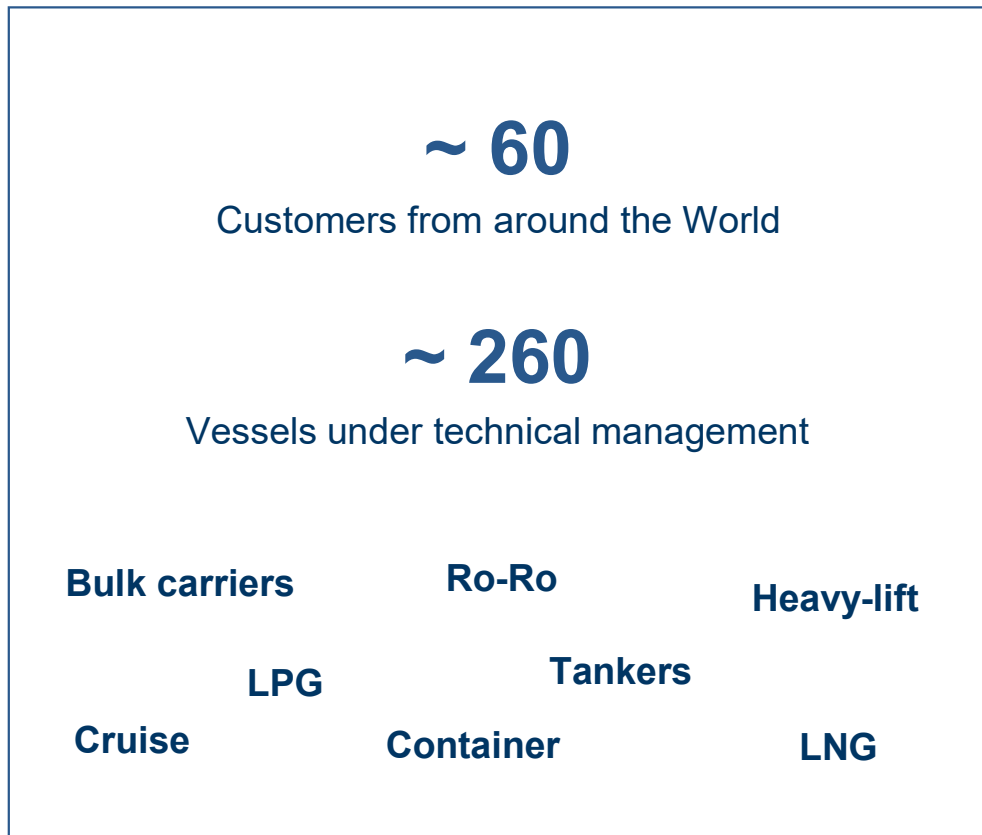 ~ 60
Customers from around the World
~ 260
Vessels under technical management
Bulk carriers
Ro-Ro
Heavy-lift
LPG
Tankers
Cruise
Container
LNG